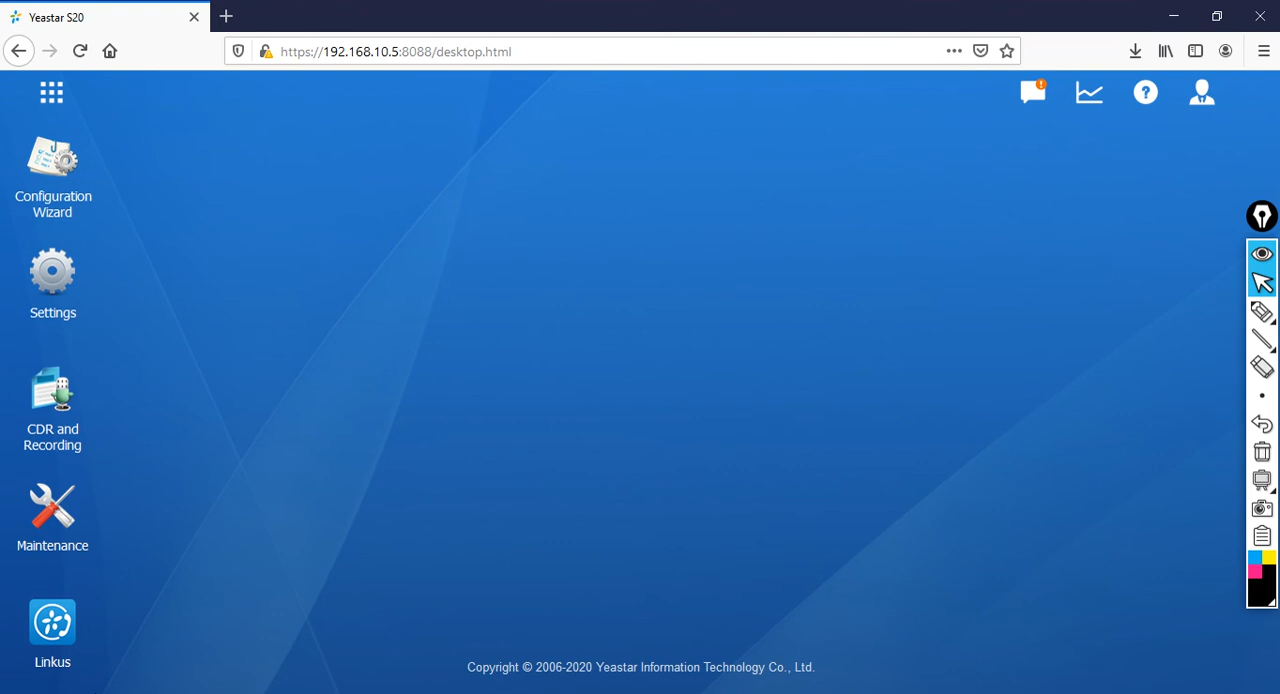 Yeastar S20
https://192.168.10.5:8088/desktop.html
Configuration
Wizard
Settings
CDR and
Recording
Maintenance
Linkus
Copyright © 2006-2020 Yeastar Information Technology Co., Ltd.